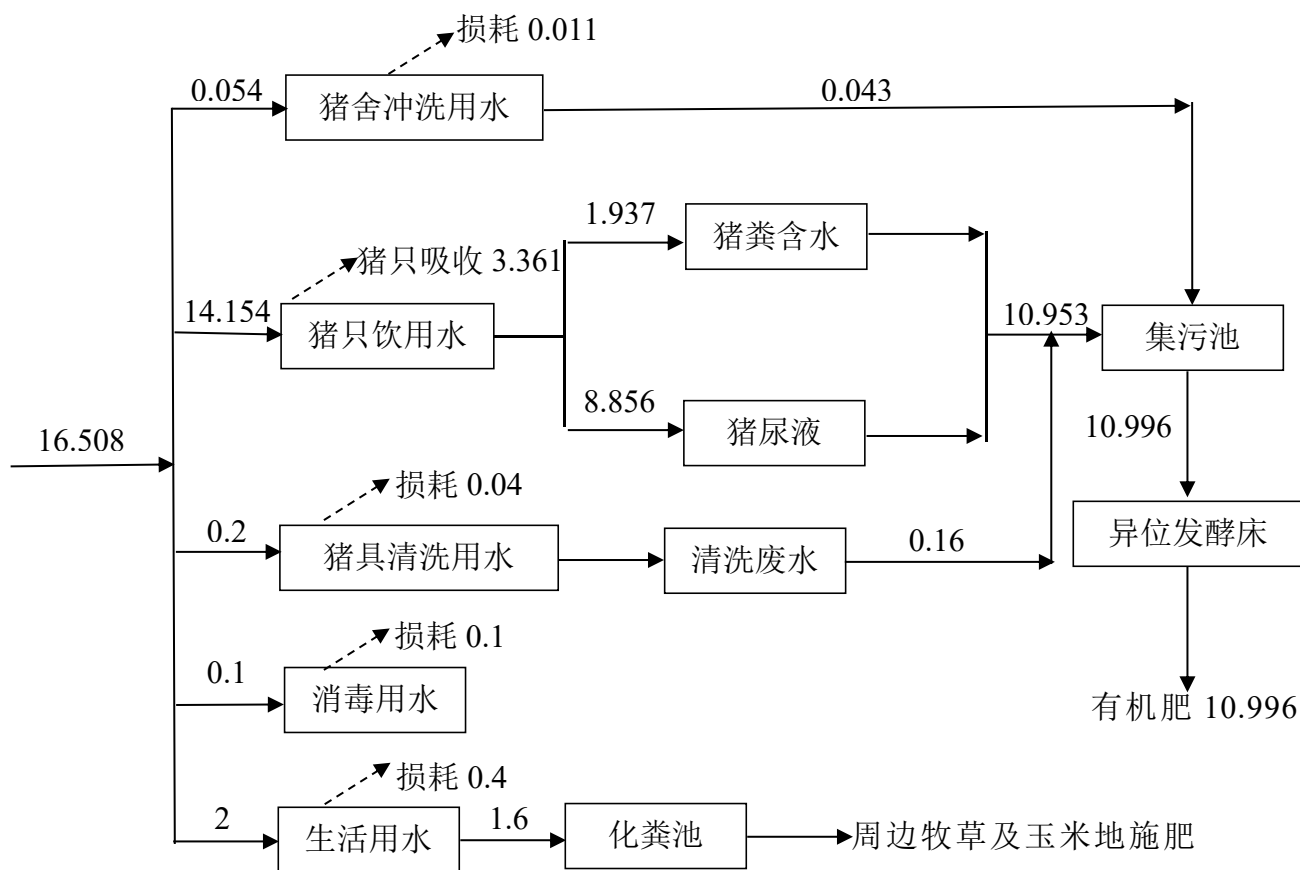 损耗 0.011
0.054
猪舍冲洗用水
0.043
1.937
猪粪含水
猪只吸收 3.361
14.154
猪只饮用水
10.953
集污池
8.856
猪尿液
10.996
16.508
损耗 0.04
0.2
猪具清洗用水
清洗废水
0.16
异位发酵床
损耗 0.1
0.1
消毒用水
有机肥 10.996
损耗 0.4
2
生活用水
1.6
化粪池
周边牧草及玉米地施肥